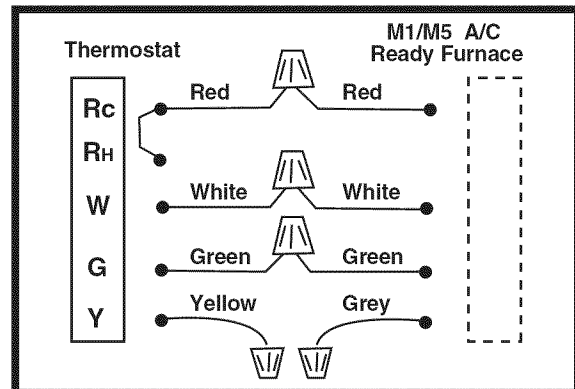 M1/M5 A/C
Thermostat Ready Furnace
Rc Red Red
RH
W White White
G Green Green
Y Yellow Grey